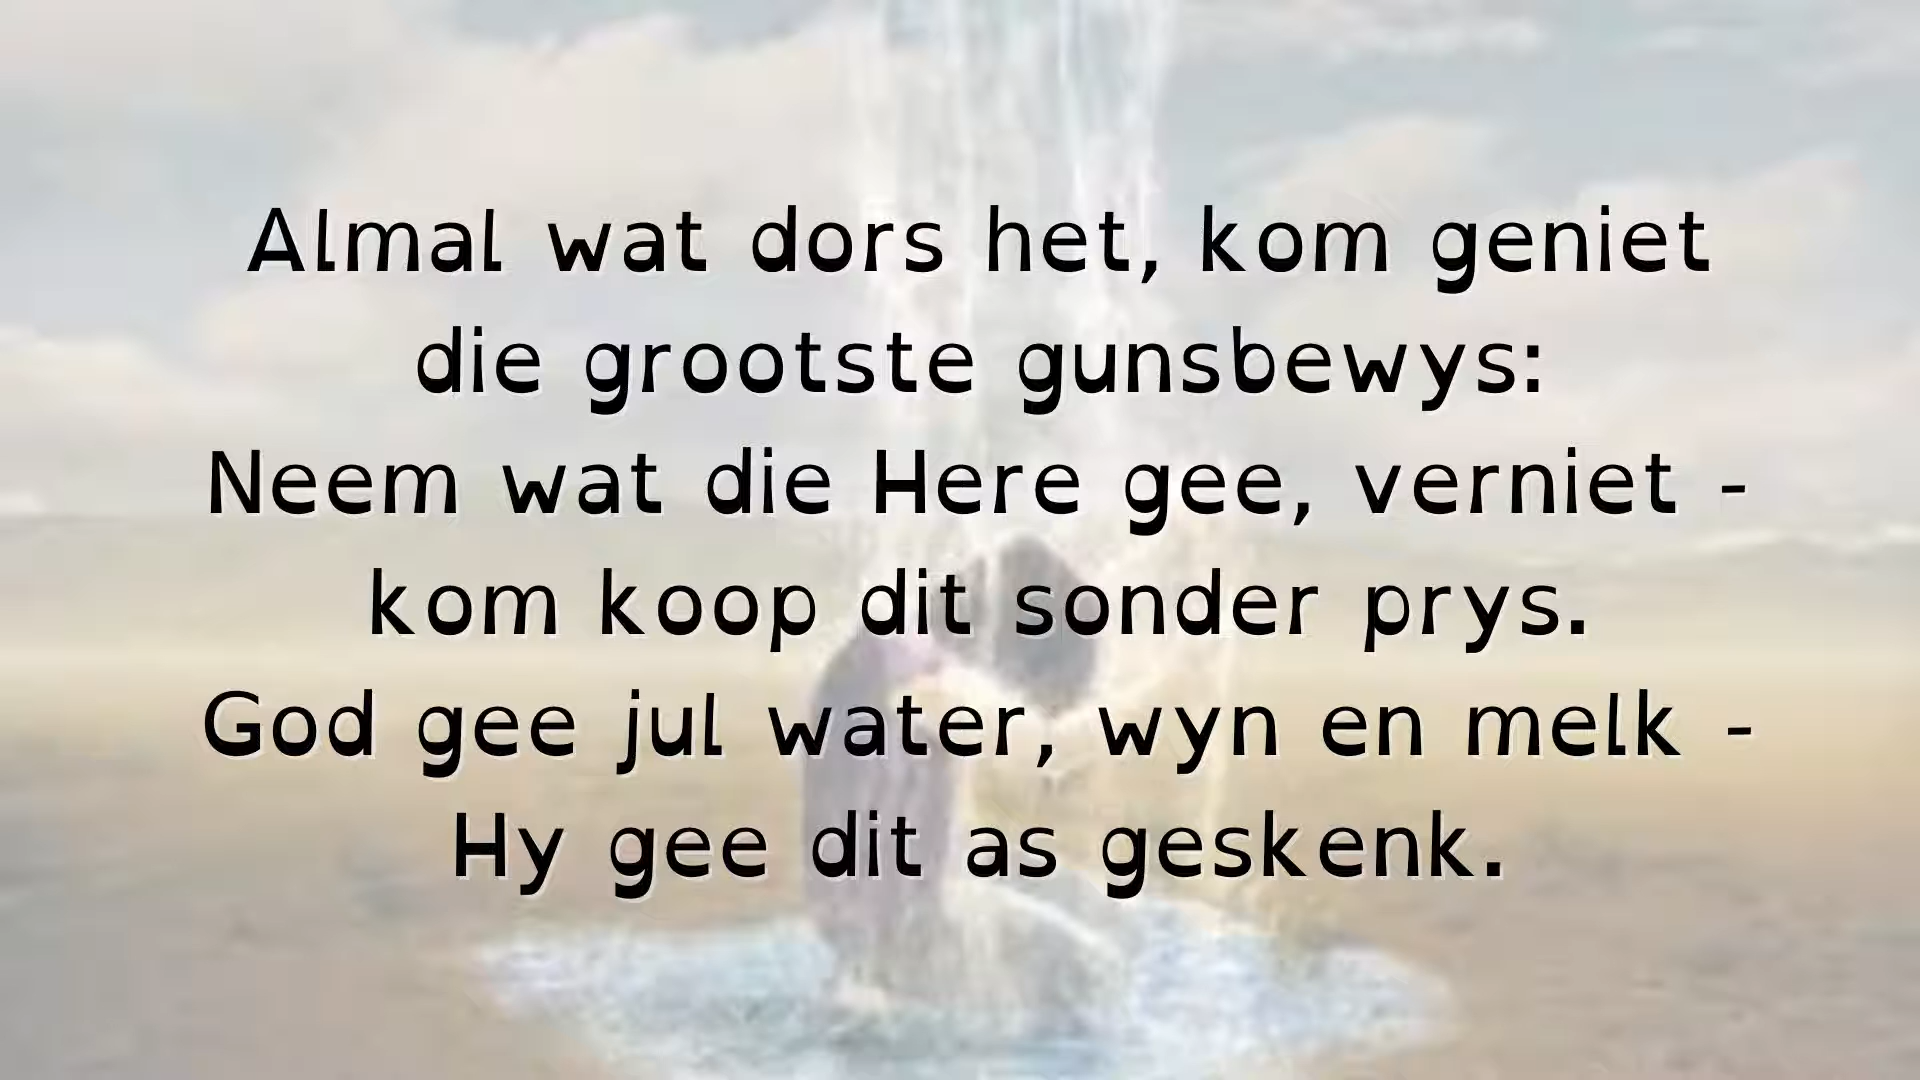 Almal wat dors het, kom geniet
die grootste gunsbewys:
Neem wat die Here gee, verniet -
kom koop dit sonder prys.
God gee jul water, wyn en melk -
Hy gee dit as geskenk.